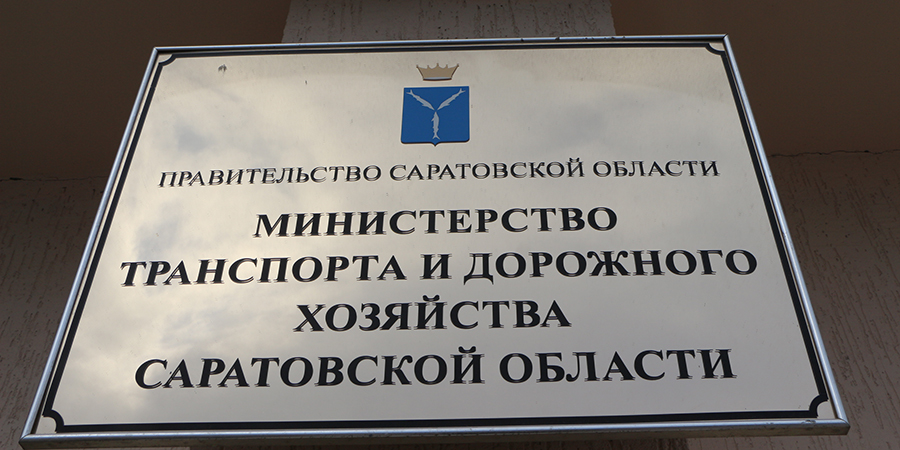 ПРАВИТЕЛЬСТВО САРАТОВСКОЙ ОБЛАСТИ
МИНИСТЕРСТВО
ТРАНСПОРТА И ДОРОЖНОГО
ХОЗЯЙСТВА
САРАТОВСКОЙ ОБЛАСТИ